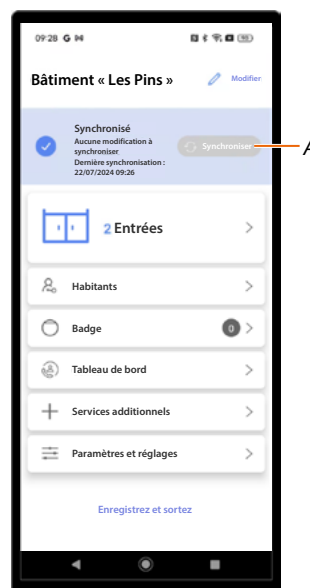 09:28 G
90
Bâtiment « Les Pins »
Modifier
Synchronisé
Aucune modification à
synchroniser
Dernière synchronisation :
22/07/2024 09:26
Synchroniser
A
2 Entrées
Habitants
Badge
0
Tableau de bord
Services additionnels
Paramètres et réglages
Enregistrez et sortez